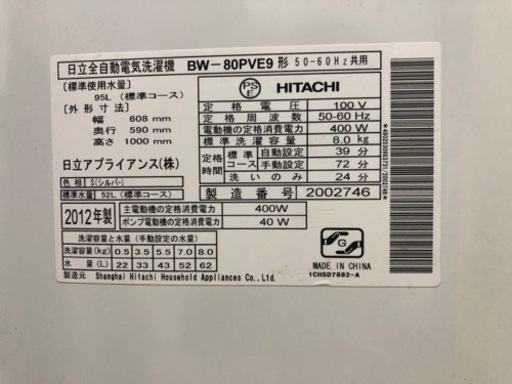 日立全自動電気洗濯機 BW-80PVE9 形 50-60Hz共用
[標準使用水量]
95L (標準コース)
[外形寸法]
幅 608 mm
奥行 590 mm
高さ 1000 mm
日立アプライアンス(株)
色相 S(シルバー)
標準水量 52L (標準コース)
PS
E
HITACHI
定格電圧 100 V
定格周波数 50-60 Hz
電動機の定格消費電力 400 W
標準洗濯容量 8.0 kg
定格時間 標準コース 自動設定 39 分
手動設定 72 分
洗いのみ 24 分
製造番号 2002746
2012年製
主電動機の定格消費電力 400W
ポンプ電動機の定格消費電力 40 W
洗濯容量と水量 (手動設定の水量)
洗濯容量(kg) 0.5 3.5 5.5 7.0 8.0
水量(L) 22 33 43 52 62
製造元 Shanghai Hitachi Household Appliances Co.,Ltd.
G
MADE IN CHINA
1CHSD7882-A